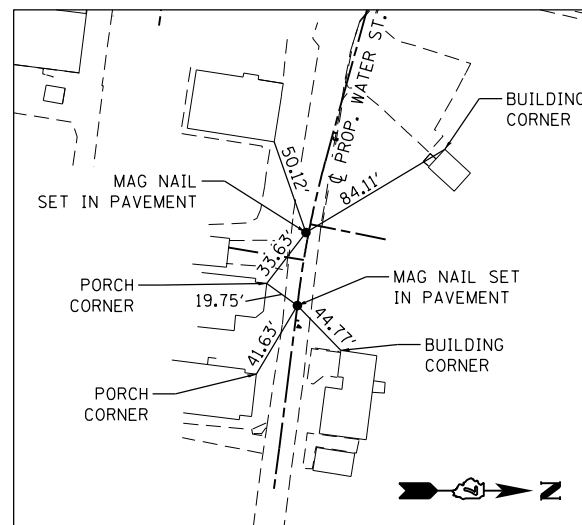 ℄ PROP. WATER ST.
BUILDING
CORNER
50.12'
84.11'
MAG NAIL
SET IN PAVEMENT
33.63'
PORCH
CORNER
19.75'
MAG NAIL SET
IN PAVEMENT
44.77'
41.63'
BUILDING
CORNER
PORCH
CORNER
N